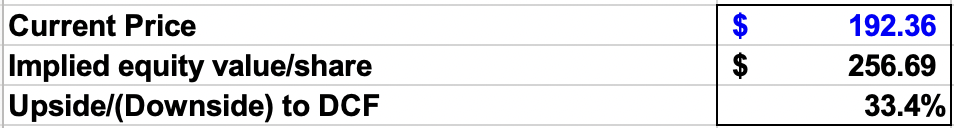 Current Price $ 192.36
Implied equity value/share $ 256.69
Upside/(Downside) to DCF 33.4%